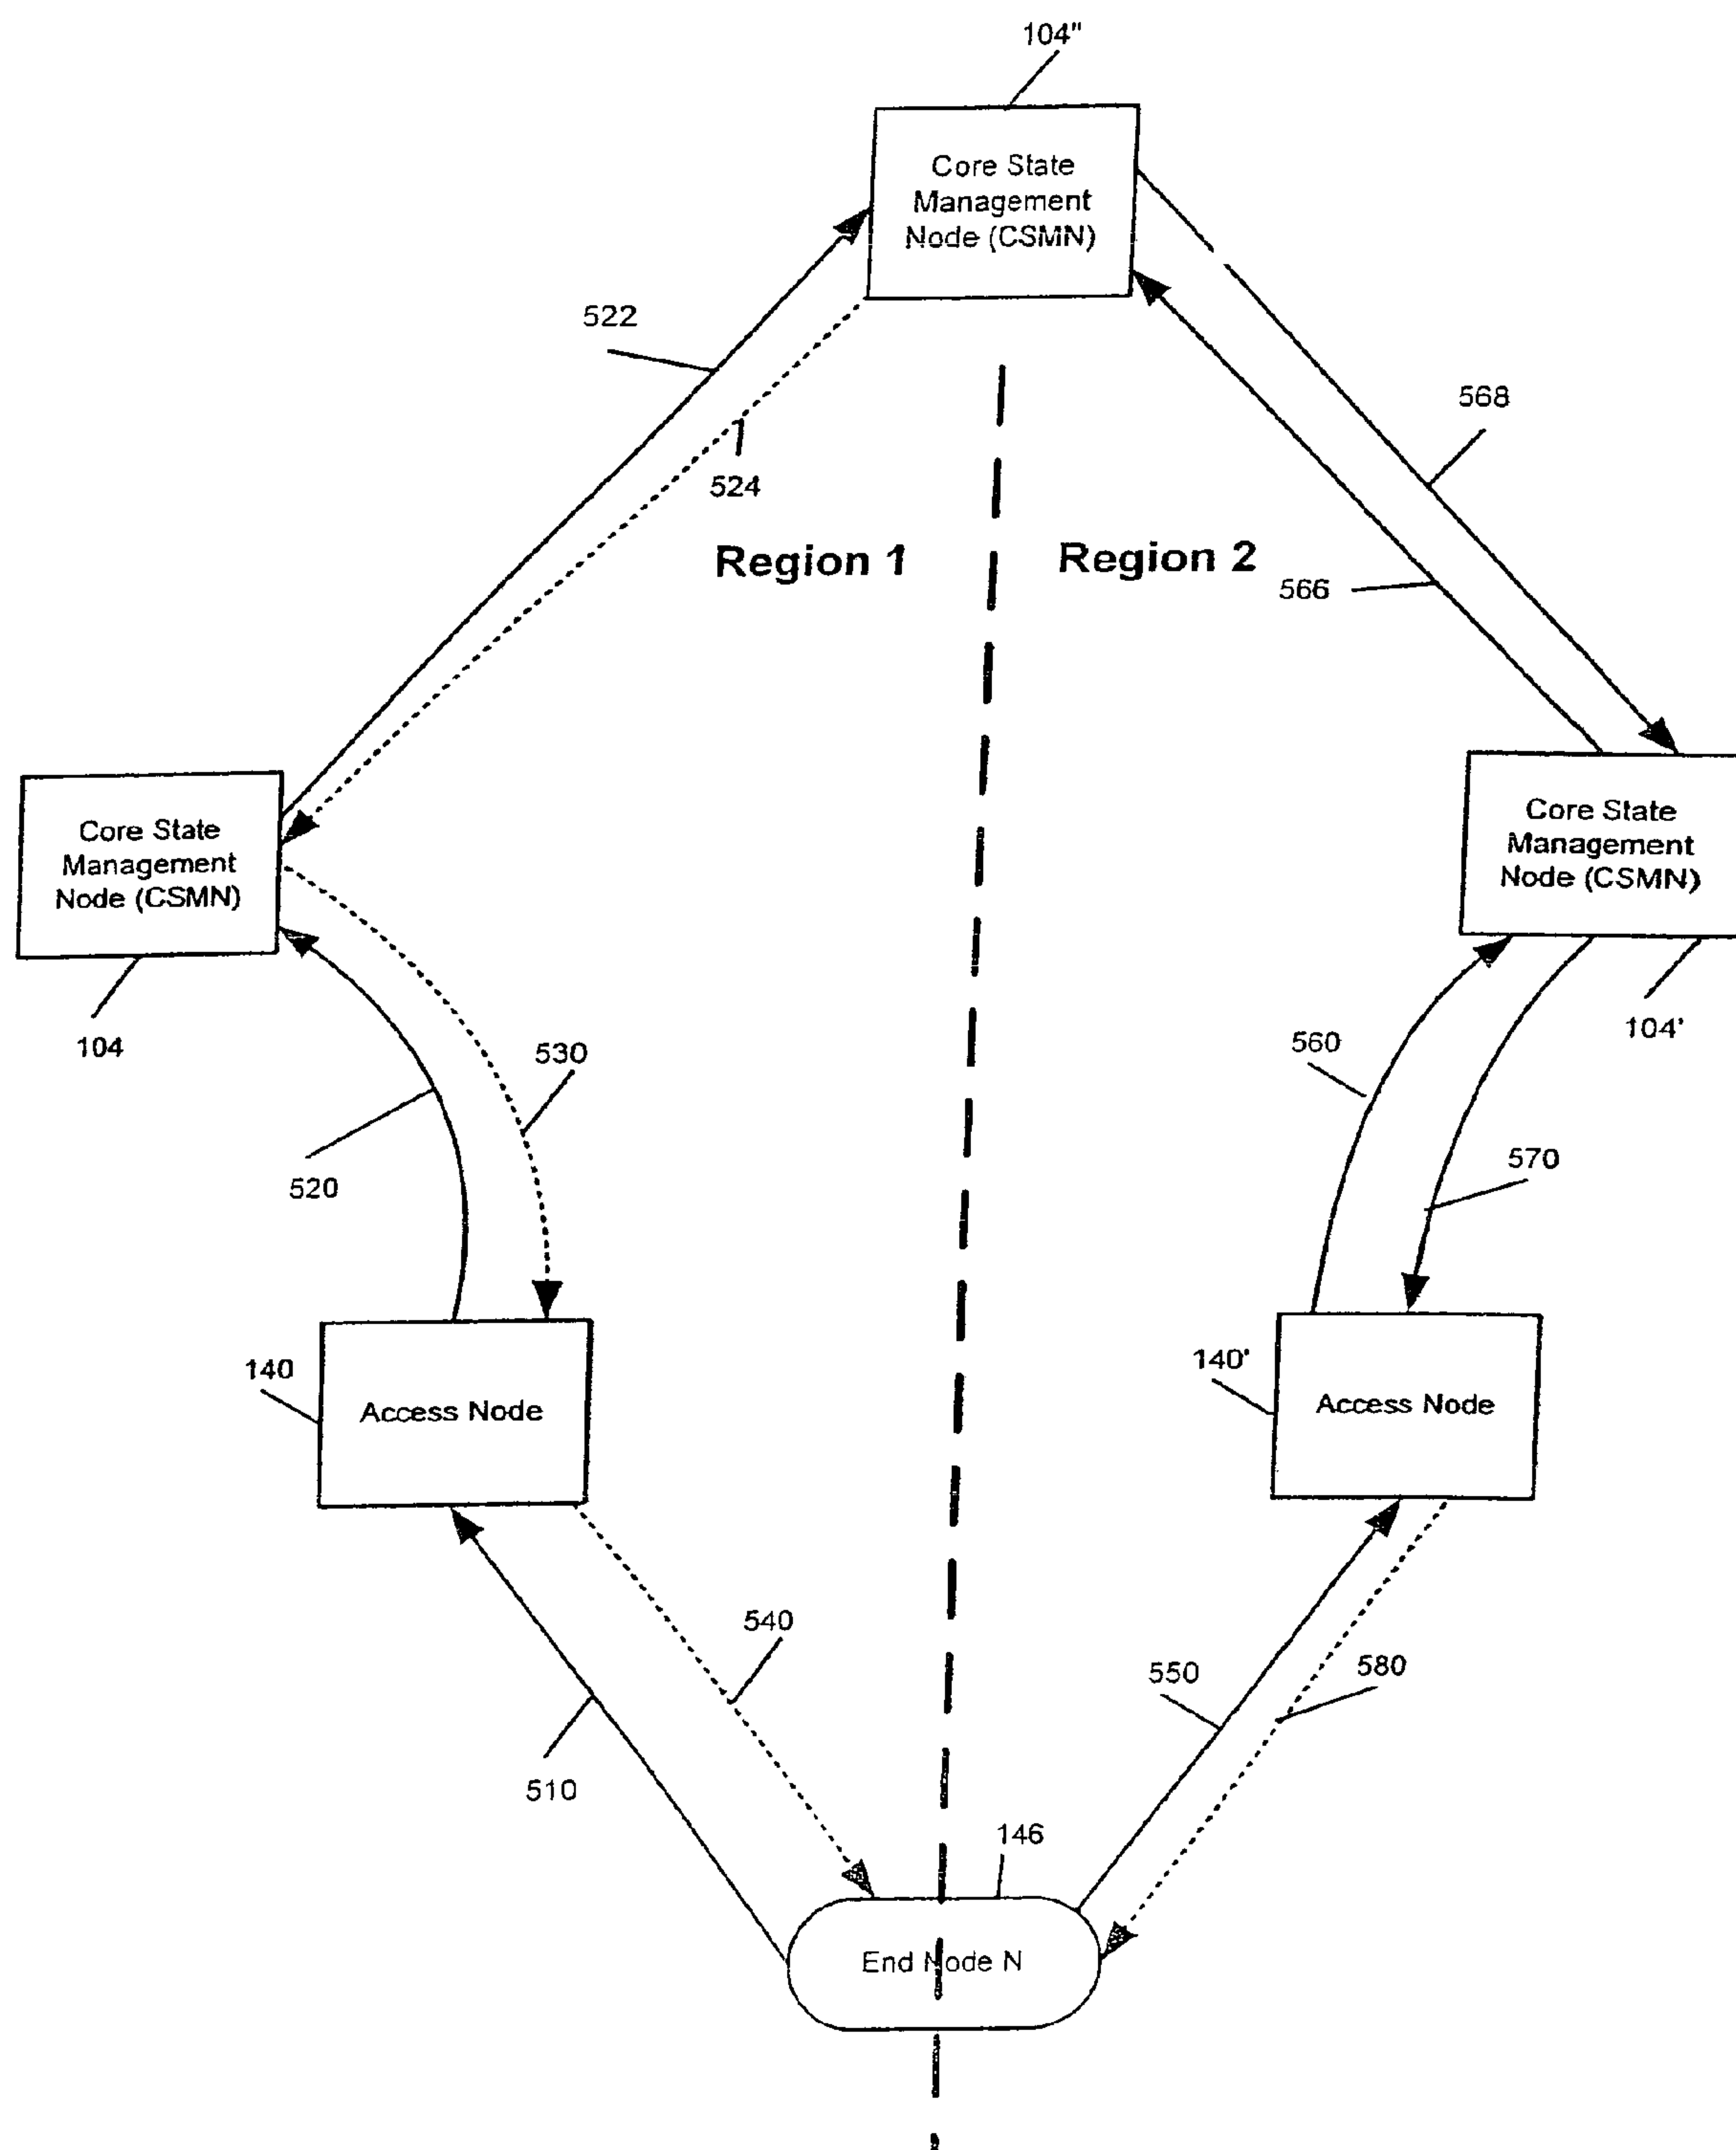 104"
Core State
Management
Node (CSMN)
522
568
524
Region 1
Region 2
566
Core State
Management
Node (CSMN)
Core State
Management
Node (CSMN)
104
104'
530
560
520
570
140
Access Node
140'
Access Node
540
550
580
510
146
End Node N